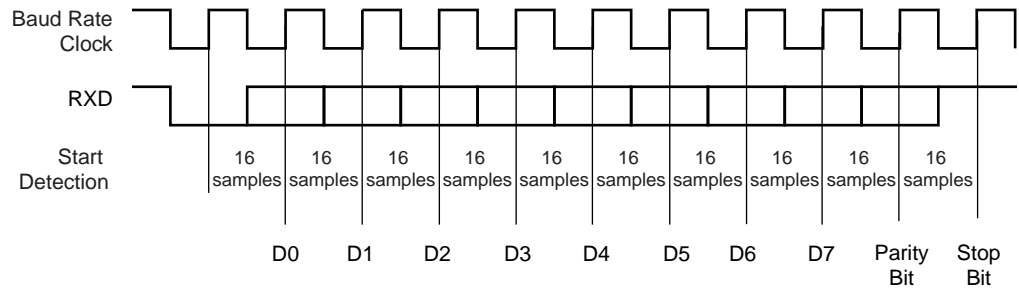 Baud Rate
Clock
RXD
Start
Detection
16 16 16 16 16 16 16 16 16 16
samples samples samples samples samples samples samples samples samples samples
D0 D1 D2 D3 D4 D5 D6 D7 Parity Stop
Bit Bit